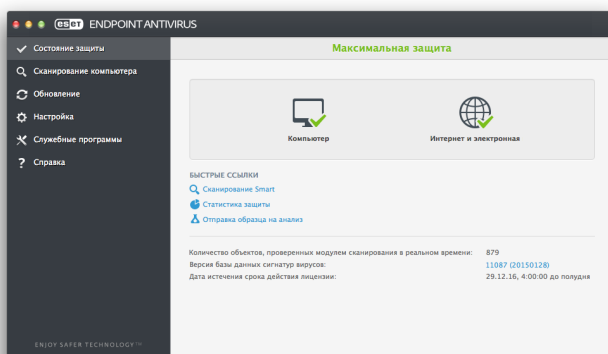 eset ENDPOINT ANTIVIRUS
Состояние защиты
Сканирование компьютера
Обновление
Настройка
Служебные программы
Справка
ENJOY SAFER TECHNOLOGY™
Максимальная защита
Компьютер
Интернет и электронная
БЫСТРЫЕ ССЫЛКИ
Сканирование Smart
Статистика защиты
Отправка образца на анализ
Количество объектов, проверенных модулем сканирования в реальном времени: 879
Версия базы данных сигнатур вирусов: 11087 (20150128)
Дата истечения срока действия лицензии: 29.12.16, 4:00:00 до полудня